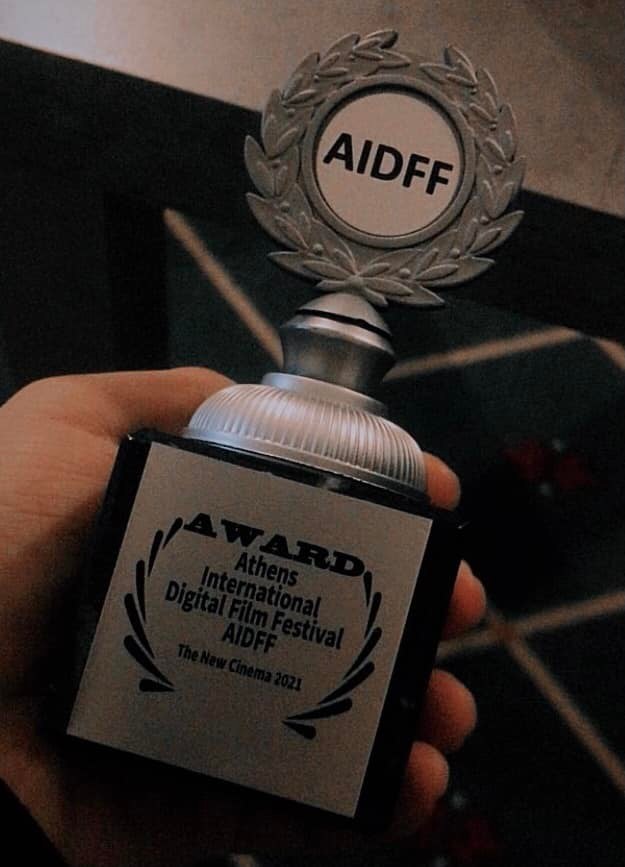 AIDFF
AWARD
Athens
International
Digital Film Festival
AIDFF
The New Cinema 2021